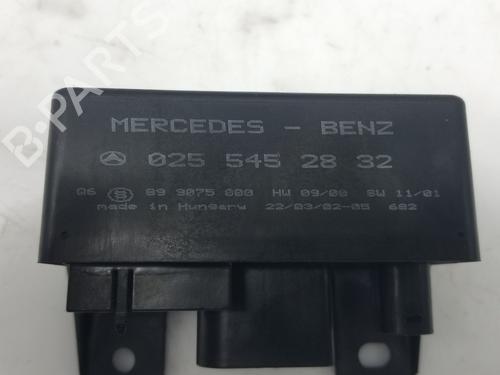 MERCEDES - BENZ
025 545 28 32
Q6 89 9075 000 HW 09/00 SW 11/01
made in Hungary 22/03/02-05 682
B-PARTS